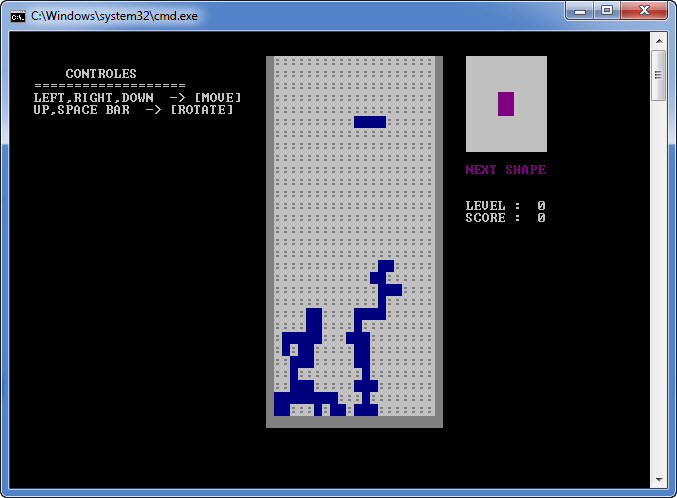 C:\Windows\system32\cmd.exe
CONTROLES
===================
LEFT,RIGHT,DOWN -> [MOVE]
UP,SPACE BAR -> [ROTATE]
NEXT SHAPE
LEVEL : 0
SCORE : 0